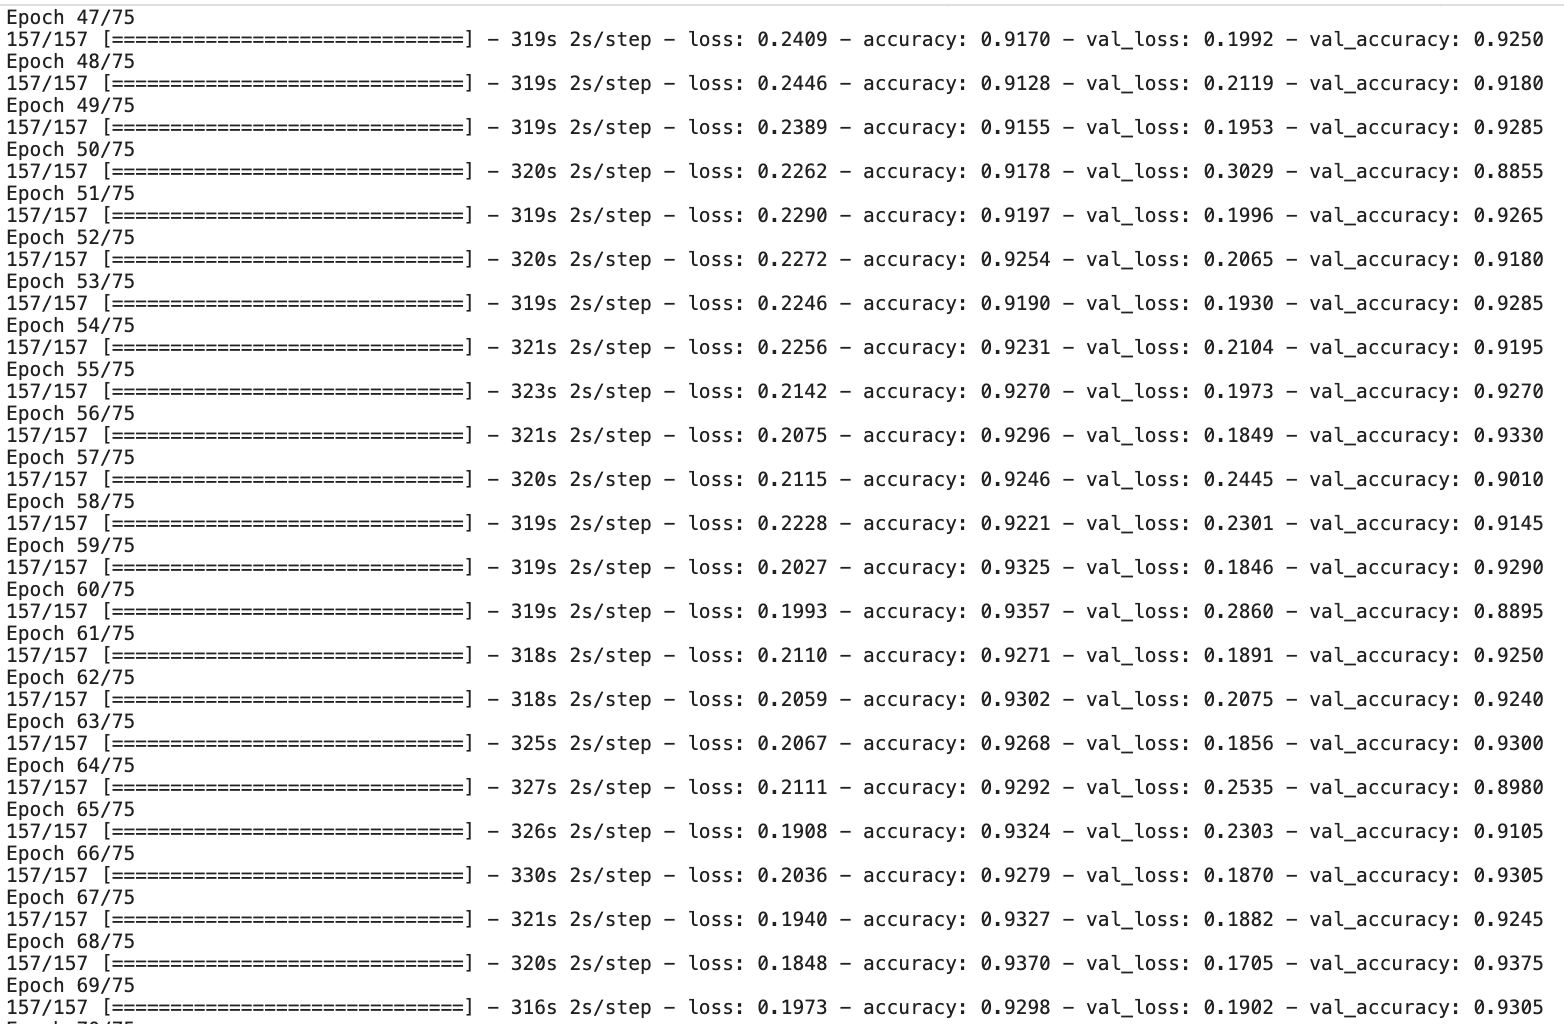 Epoch 47/75
157/157 [==============================] - 319s 2s/step - loss: 0.2409 - accuracy: 0.9170 - val_loss: 0.1992 - val_accuracy: 0.9250
Epoch 48/75
157/157 [==============================] - 319s 2s/step - loss: 0.2446 - accuracy: 0.9128 - val_loss: 0.2119 - val_accuracy: 0.9180
Epoch 49/75
157/157 [==============================] - 319s 2s/step - loss: 0.2389 - accuracy: 0.9155 - val_loss: 0.1953 - val_accuracy: 0.9285
Epoch 50/75
157/157 [==============================] - 320s 2s/step - loss: 0.2262 - accuracy: 0.9178 - val_loss: 0.3029 - val_accuracy: 0.8855
Epoch 51/75
157/157 [==============================] - 319s 2s/step - loss: 0.2290 - accuracy: 0.9197 - val_loss: 0.1996 - val_accuracy: 0.9265
Epoch 52/75
157/157 [==============================] - 320s 2s/step - loss: 0.2272 - accuracy: 0.9254 - val_loss: 0.2065 - val_accuracy: 0.9180
Epoch 53/75
157/157 [==============================] - 319s 2s/step - loss: 0.2246 - accuracy: 0.9190 - val_loss: 0.1930 - val_accuracy: 0.9285
Epoch 54/75
157/157 [==============================] - 321s 2s/step - loss: 0.2256 - accuracy: 0.9231 - val_loss: 0.2104 - val_accuracy: 0.9195
Epoch 55/75
157/157 [==============================] - 323s 2s/step - loss: 0.2142 - accuracy: 0.9270 - val_loss: 0.1973 - val_accuracy: 0.9270
Epoch 56/75
157/157 [==============================] - 321s 2s/step - loss: 0.2075 - accuracy: 0.9296 - val_loss: 0.1849 - val_accuracy: 0.9330
Epoch 57/75
157/157 [==============================] - 320s 2s/step - loss: 0.2115 - accuracy: 0.9246 - val_loss: 0.2445 - val_accuracy: 0.9010
Epoch 58/75
157/157 [==============================] - 319s 2s/step - loss: 0.2228 - accuracy: 0.9221 - val_loss: 0.2301 - val_accuracy: 0.9145
Epoch 59/75
157/157 [==============================] - 319s 2s/step - loss: 0.2027 - accuracy: 0.9325 - val_loss: 0.1846 - val_accuracy: 0.9290
Epoch 60/75
157/157 [==============================] - 319s 2s/step - loss: 0.1993 - accuracy: 0.9357 - val_loss: 0.2860 - val_accuracy: 0.8895
Epoch 61/75
157/157 [==============================] - 318s 2s/step - loss: 0.2110 - accuracy: 0.9271 - val_loss: 0.1891 - val_accuracy: 0.9250
Epoch 62/75
157/157 [==============================] - 318s 2s/step - loss: 0.2059 - accuracy: 0.9302 - val_loss: 0.2075 - val_accuracy: 0.9240
Epoch 63/75
157/157 [==============================] - 325s 2s/step - loss: 0.2067 - accuracy: 0.9268 - val_loss: 0.1856 - val_accuracy: 0.9300
Epoch 64/75
157/157 [==============================] - 327s 2s/step - loss: 0.2111 - accuracy: 0.9292 - val_loss: 0.2535 - val_accuracy: 0.8980
Epoch 65/75
157/157 [==============================] - 326s 2s/step - loss: 0.1908 - accuracy: 0.9324 - val_loss: 0.2303 - val_accuracy: 0.9105
Epoch 66/75
157/157 [==============================] - 330s 2s/step - loss: 0.2036 - accuracy: 0.9279 - val_loss: 0.1870 - val_accuracy: 0.9305
Epoch 67/75
157/157 [==============================] - 321s 2s/step - loss: 0.1940 - accuracy: 0.9327 - val_loss: 0.1882 - val_accuracy: 0.9245
Epoch 68/75
157/157 [==============================] - 320s 2s/step - loss: 0.1848 - accuracy: 0.9370 - val_loss: 0.1705 - val_accuracy: 0.9375
Epoch 69/75
157/157 [==============================] - 316s 2s/step - loss: 0.1973 - accuracy: 0.9298 - val_loss: 0.1902 - val_accuracy: 0.9305